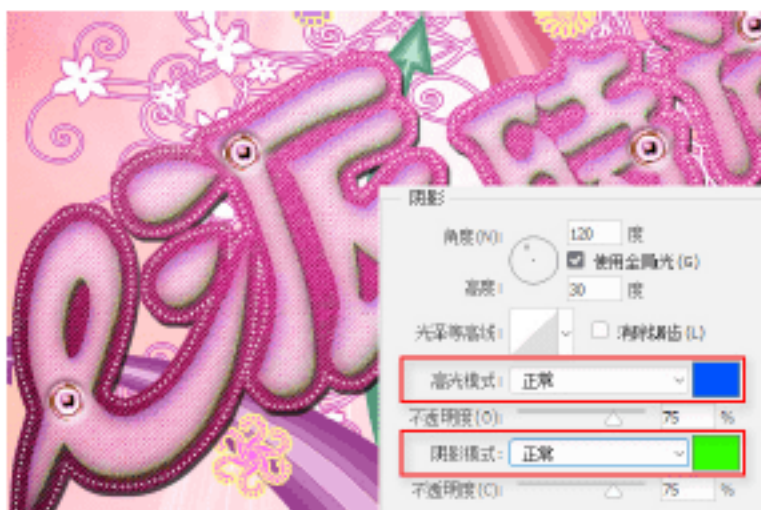 派 时
阴影
角度(N): 120 度
使用全局光(G)
高度: 30 度
光泽等高线: 消除锯齿(L)
高光模式: 正常
不透明度(O): 75 %
阴影模式: 正常
不透明度(C): 75 %